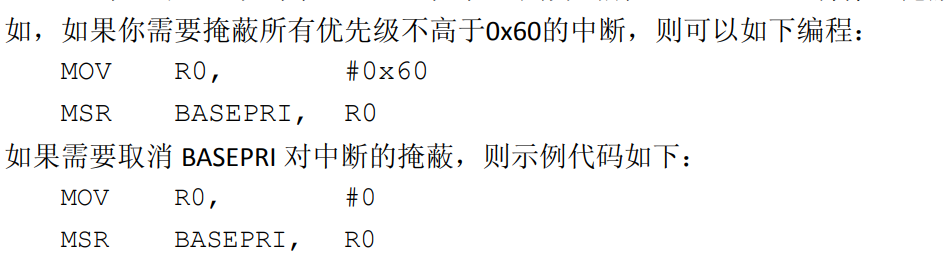 如，如果你需要掩蔽所有优先级不高于0x60的中断，则可以如下编程：
MOV R0, #0x60
MSR BASEPRI, R0
如果需要取消 BASEPRI 对中断的掩蔽，则示例代码如下：
MOV R0, #0
MSR BASEPRI, R0